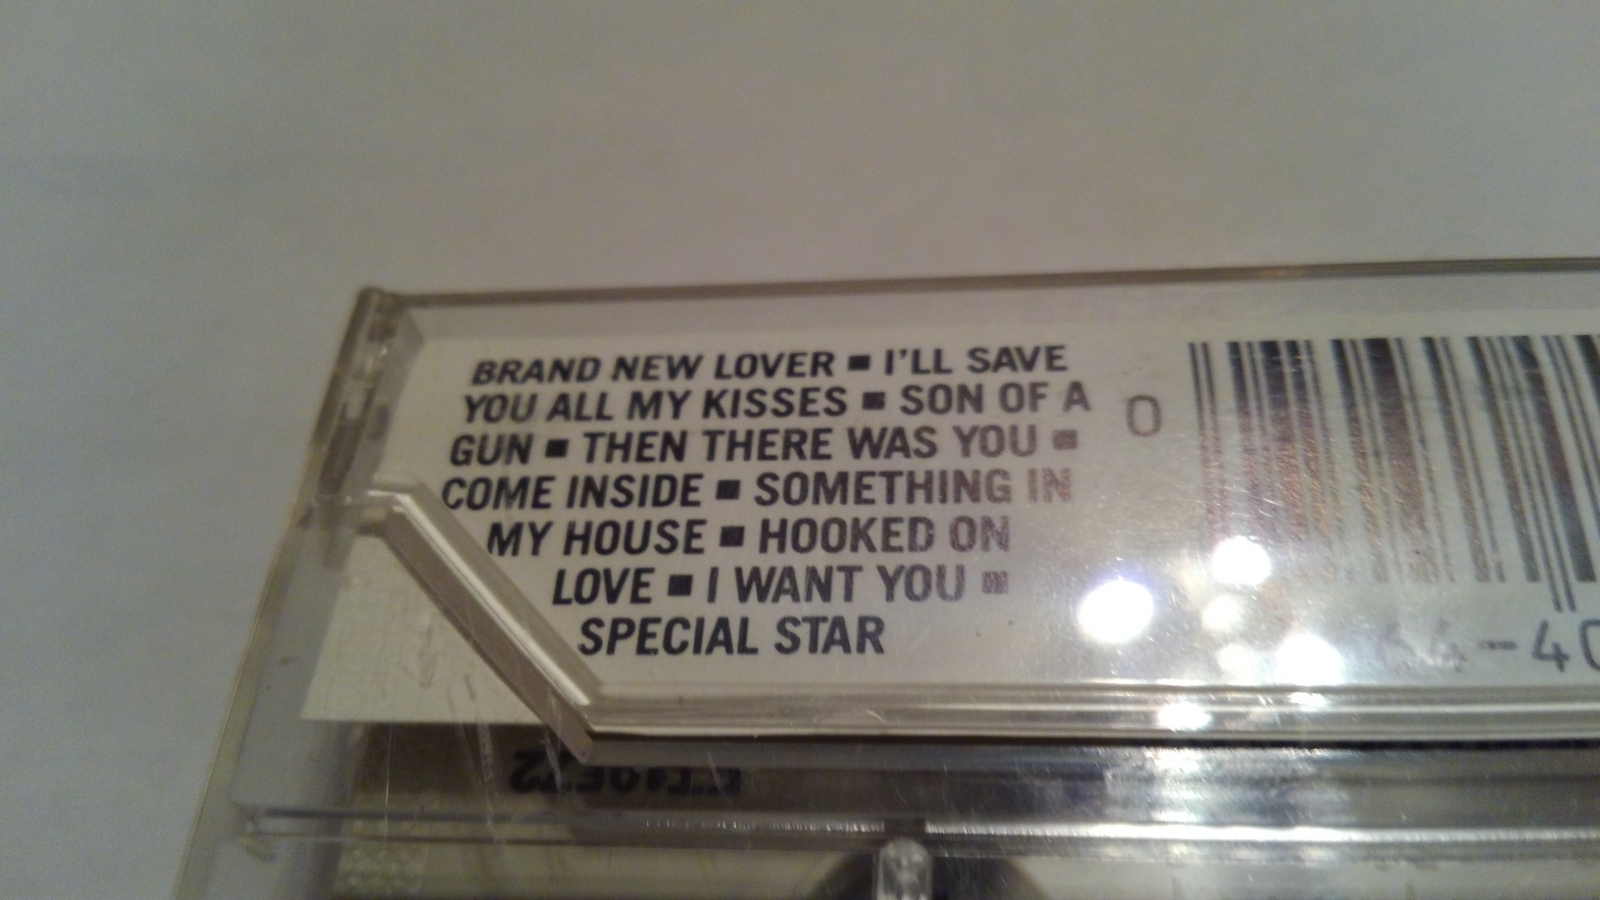 BRAND NEW LOVER ■ I'LL SAVE
YOU ALL MY KISSES ■ SON OF A
GUN ■ THEN THERE WAS YOU ■
COME INSIDE ■ SOMETHING IN
MY HOUSE ■ HOOKED ON
LOVE ■ I WANT YOU ■
SPECIAL STAR
0